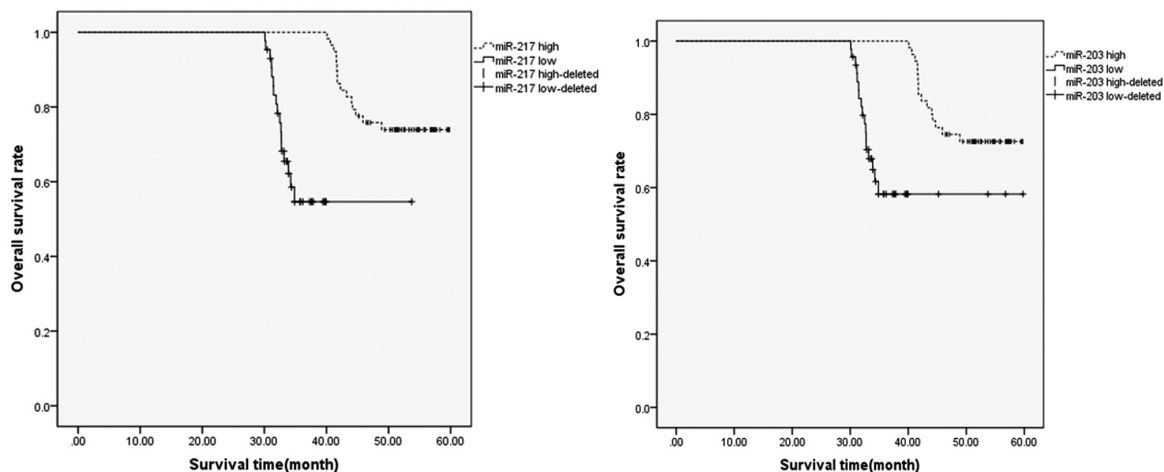 1.0
0.8
0.6
0.4
0.2
0.0
Overall survival rate
.00 10.00 20.00 30.00 40.00 50.00 60.00
Survival time(month)
miR-217 high
miR-217 low
miR-217 high-deleted
miR-217 low-deleted
1.0
0.8
0.6
0.4
0.2
0.0
Overall survival rate
.00 10.00 20.00 30.00 40.00 50.00 60.00
Survival time(month)
miR-203 high
miR-203 low
miR-203 high-deleted
miR-203 low-deleted